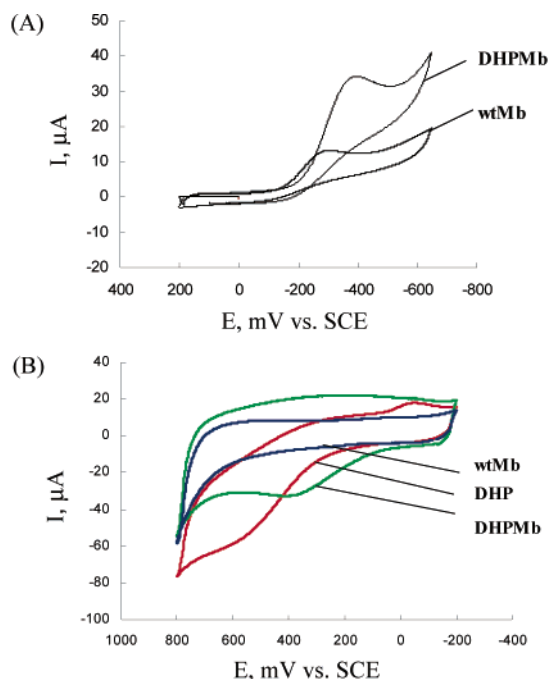 (A)
50
40
30
20
10
0
-10
-20
I, μA
DHPMb
wtMb
400 200 0 -200 -400 -600 -800
E, mV vs. SCE
(B)
40
20
0
-20
-40
-60
-80
-100
I, μA
wtMb
DHP
DHPMb
1000 800 600 400 200 0 -200 -400
E, mV vs. SCE